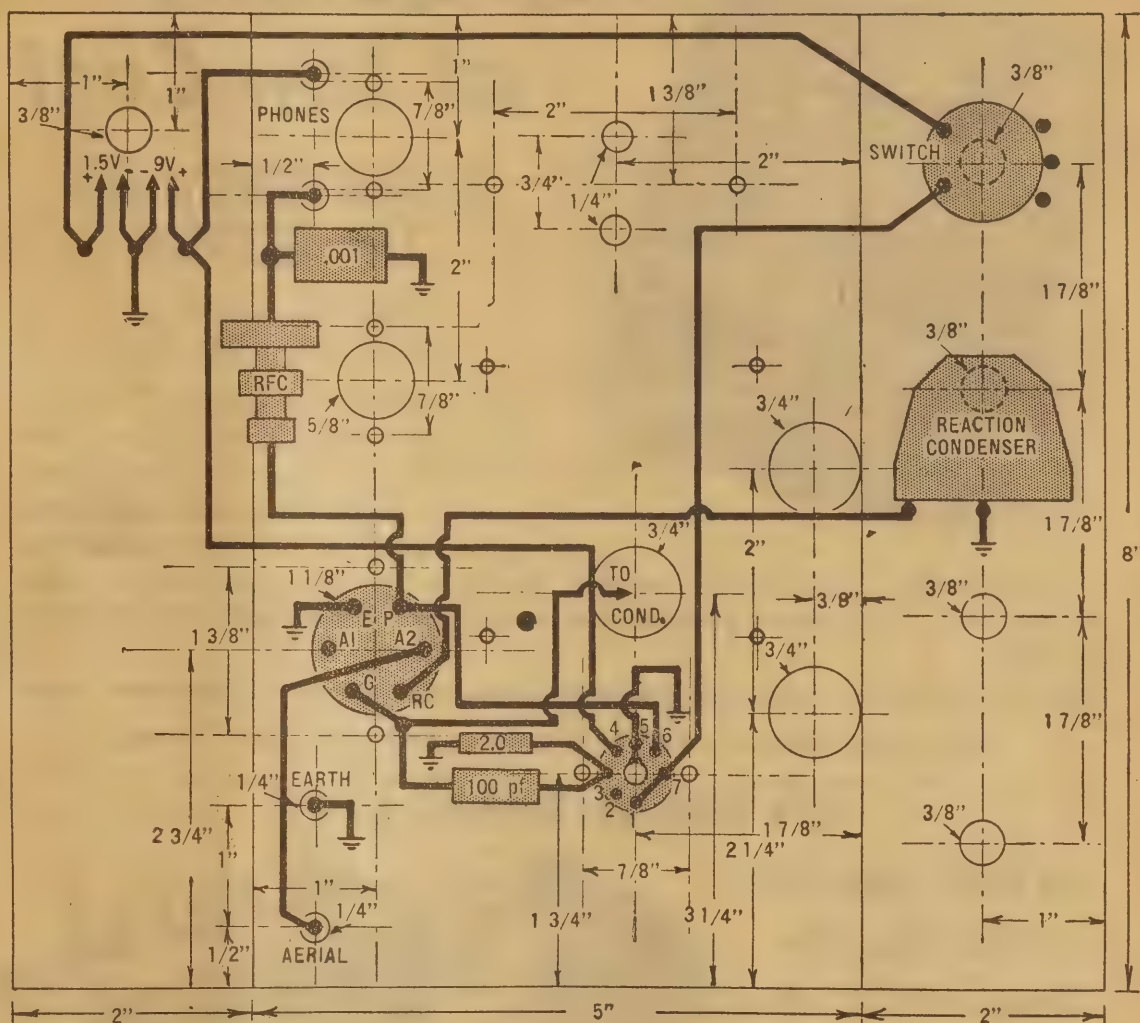 1"
1"
1"
1 3/8"
3/8"
PHONES
7/8"
2"
3/8"
3/8"
SWITCH
1.5V
9V
+ - - +
1/2"
3/4"
2"
1/4"
.001
2"
1 7/8"
RFC
5/8"
7/8"
3/8"
3/4"
REACTION
CONDENSER
3/4"
2"
1 7/8"
8'
1 1/8"
TO
COND.
3/8"
3/8"
E P
1 3/8"
A1 A2
3/4"
G
RC
4 5 6
2.0
1 7/8"
100 pf
3 7
2
EARTH
1/4"
2 3/4"
1"
1 7/8"
2 1/4"
3/8"
7/8"
1"
1 3/4"
3 1/4"
1/4"
1"
1/2"
AERIAL
2"
5"
2"